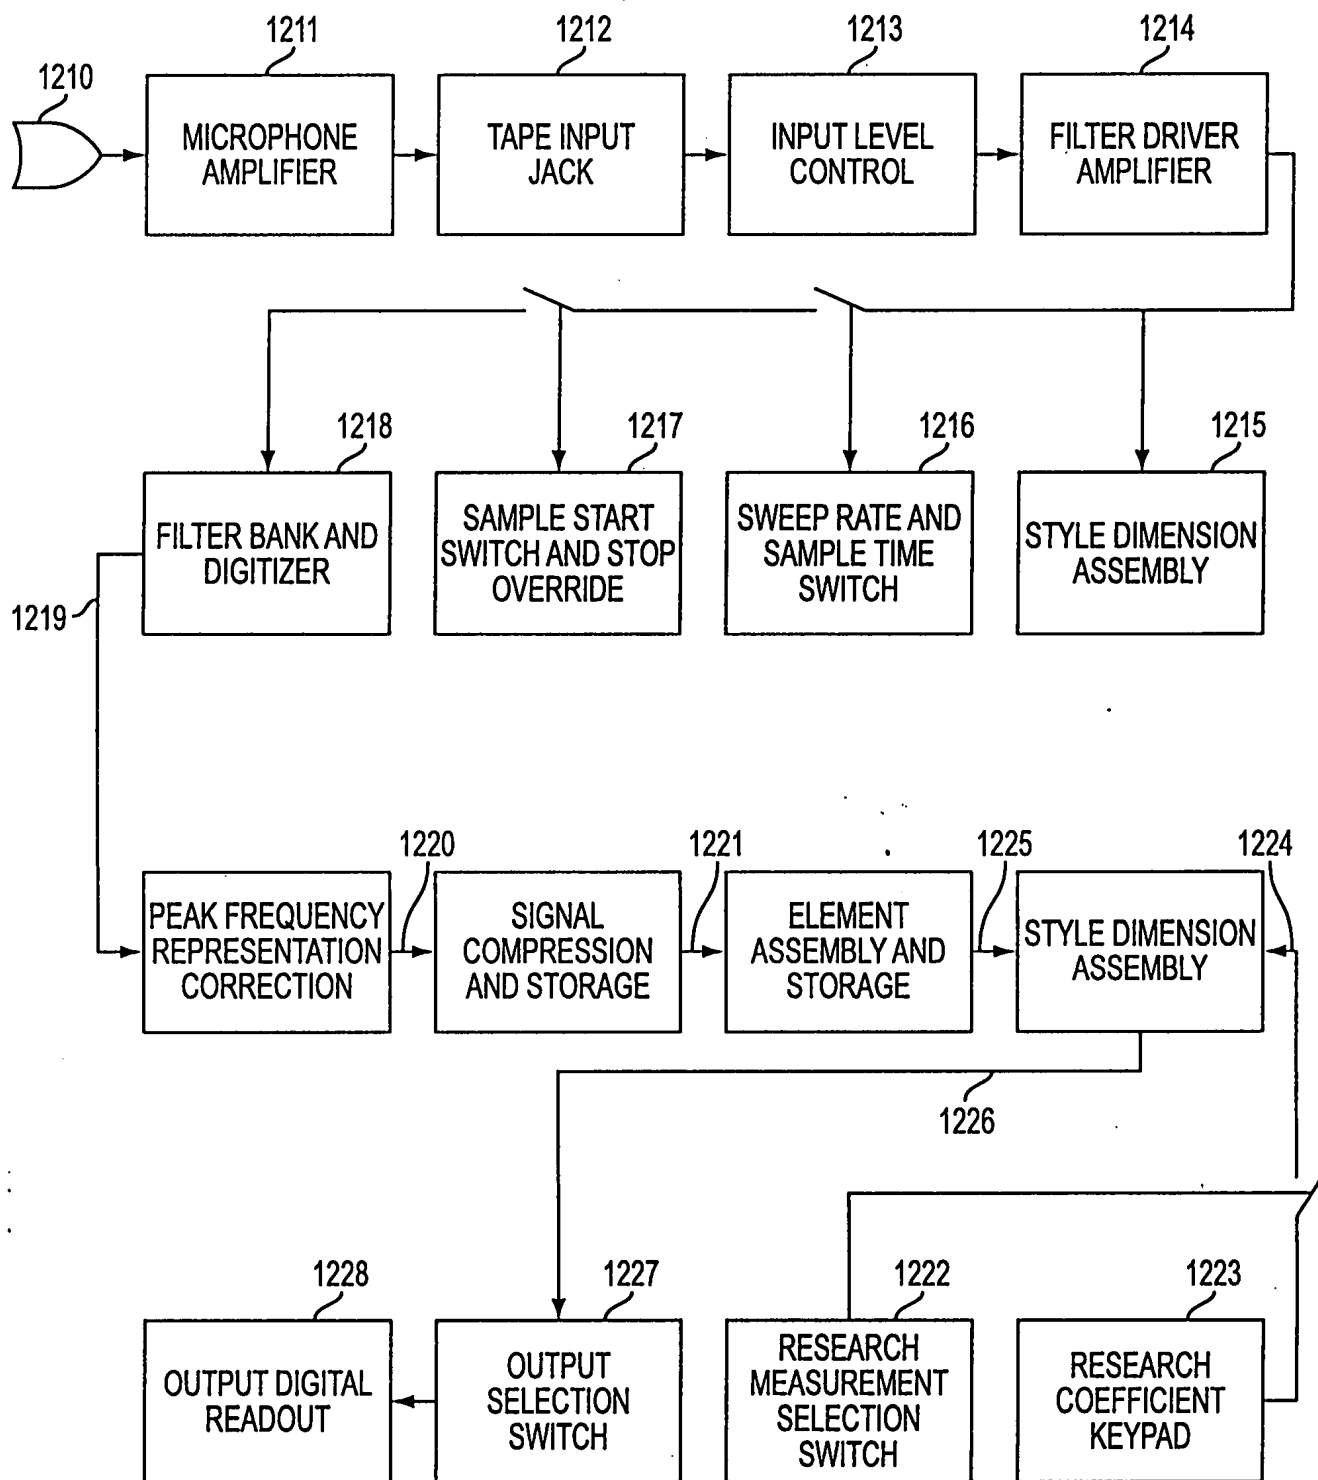 1211
1212
1213
1214
1210
MICROPHONE
AMPLIFIER
TAPE INPUT
JACK
INPUT LEVEL
CONTROL
FILTER DRIVER
AMPLIFIER
1218
1217
1216
1215
FILTER BANK AND
DIGITIZER
SAMPLE START
SWITCH AND STOP
OVERRIDE
SWEEP RATE AND
SAMPLE TIME
SWITCH
STYLE DIMENSION
ASSEMBLY
1219
1220
1221
1225
1224
PEAK FREQUENCY
REPRESENTATION
CORRECTION
SIGNAL
COMPRESSION
AND STORAGE
ELEMENT
ASSEMBLY AND
STORAGE
STYLE DIMENSION
ASSEMBLY
1226
1228
1227
1222
1223
OUTPUT DIGITAL
READOUT
OUTPUT
SELECTION
SWITCH
RESEARCH
MEASUREMENT
SELECTION
SWITCH
RESEARCH
COEFFICIENT
KEYPAD